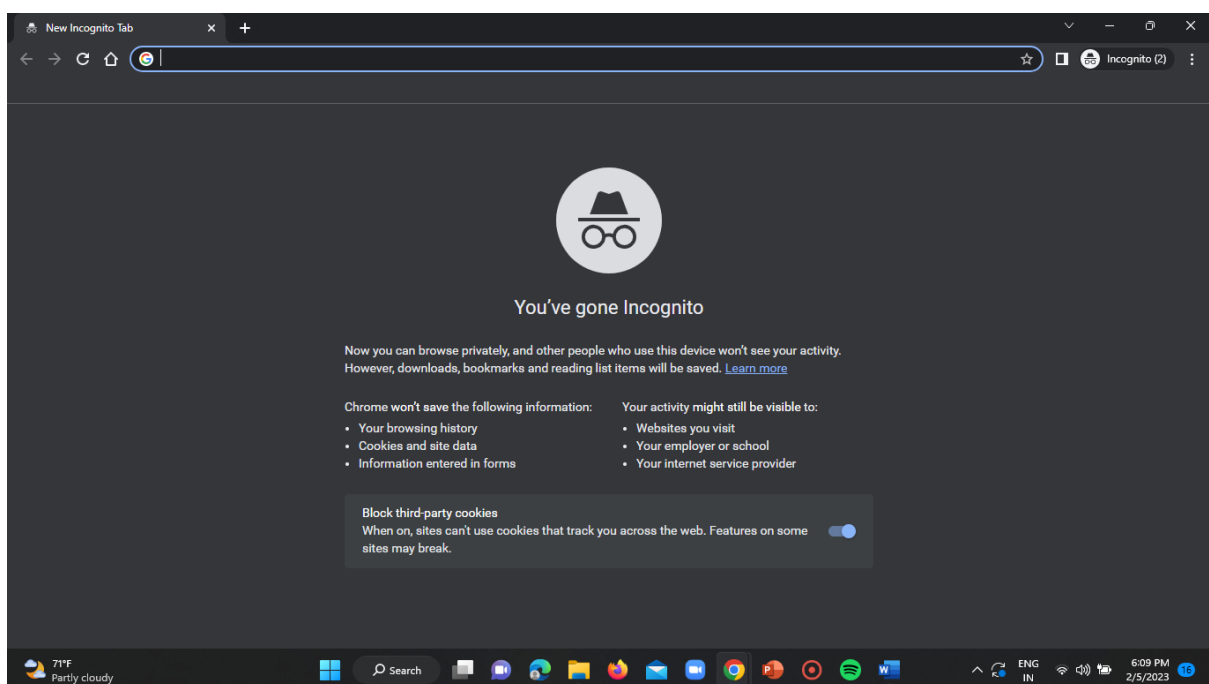 New Incognito Tab
Incognito (2)
You've gone Incognito
Now you can browse privately, and other people who use this device won't see your activity.
However, downloads, bookmarks and reading list items will be saved. Learn more
Chrome won't save the following information:
Your browsing history
Cookies and site data
Information entered in forms
Your activity might still be visible to:
Websites you visit
Your employer or school
Your internet service provider
Block third-party cookies
When on, sites can't use cookies that track you across the web. Features on some
sites may break.
71°F
Partly cloudy
Search
ENG
IN
6:09 PM
2/5/2023
16